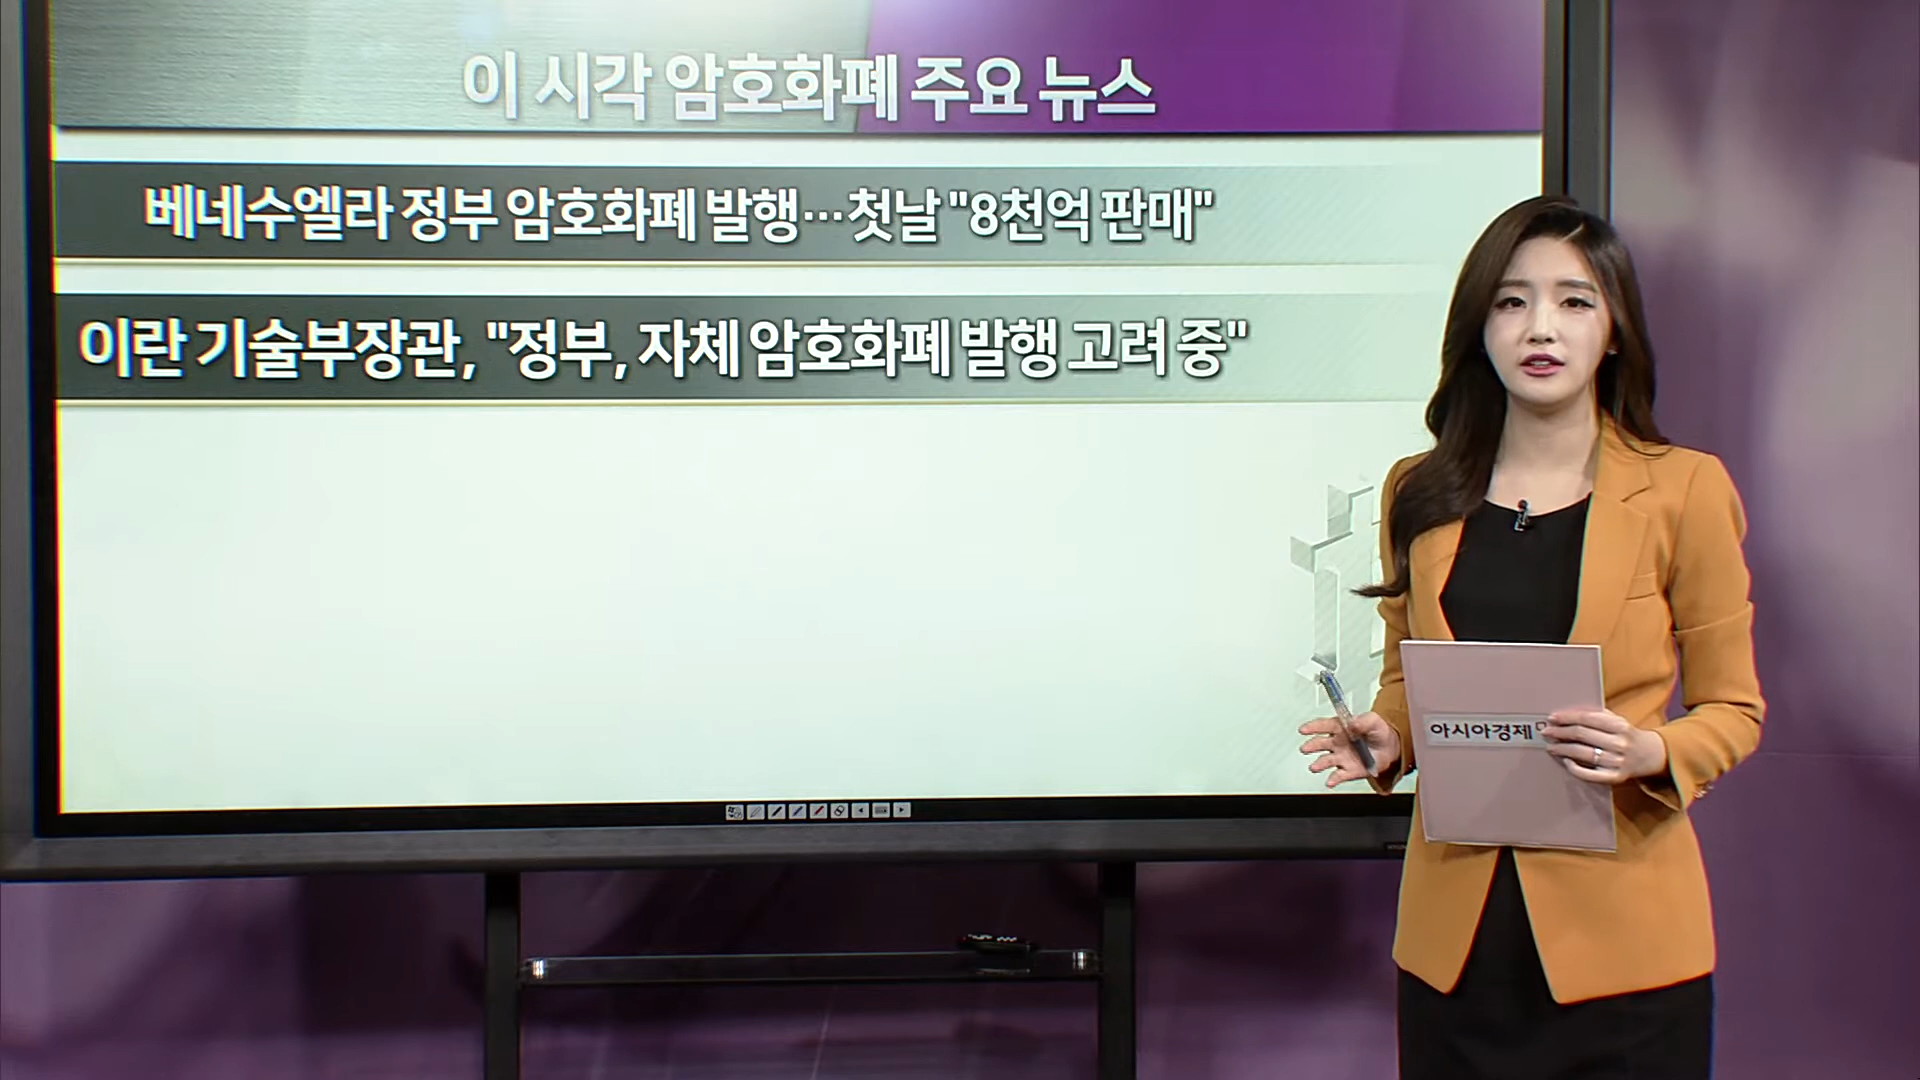 이 시각 암호화폐 주요 뉴스
베네수엘라 정부 암호화폐 발행…첫날 "8천억 판매"
이란 기술부장관, "정부, 자체 암호화폐 발행 고려 중"
아시아경제